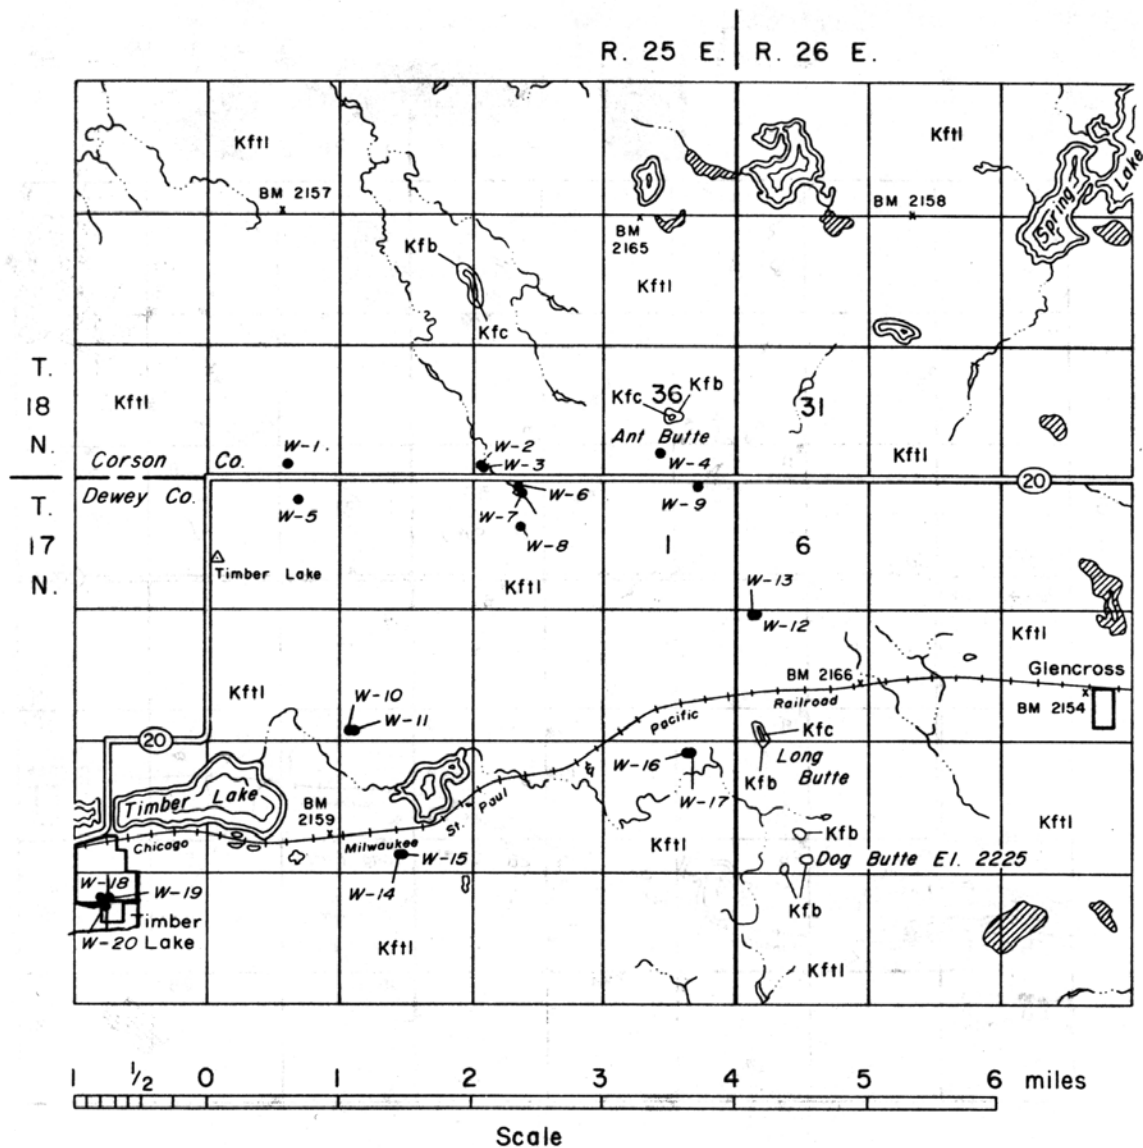 R. 25 E. R. 26 E.
Kftl
Kftl
BM 2157
BM 2158
Spring Lake
BM
2165
Kfb
Kftl
Kfc
T.
18
N.
Kftl
Kfc 36 Kfb
31
Ant Butte
Kftl
W-1
W-2
W-3
W-4
Corson Co.
Dewey Co.
20
T.
17
N.
W-5
W-6
W-7
W-8
W-9
1
6
Timber Lake
Kftl
W-13
W-12
Kftl
Glencross
BM 2166
BM 2154
Kftl
W-10
W-11
Pacific
Railroad
Kfc
20
W-16
W-17
Long
Butte
Kfb
Timber Lake
BM
2159
St. Paul
Chicago
Milwaukee
Kftl
Kfb
Kftl
W-15
W-14
Dog Butte El. 2225
W-18
W-19
Kfb
Timber
W-20 Lake
Kftl
Kftl
1 1/2 0 1 2 3 4 5 6 miles
Scale